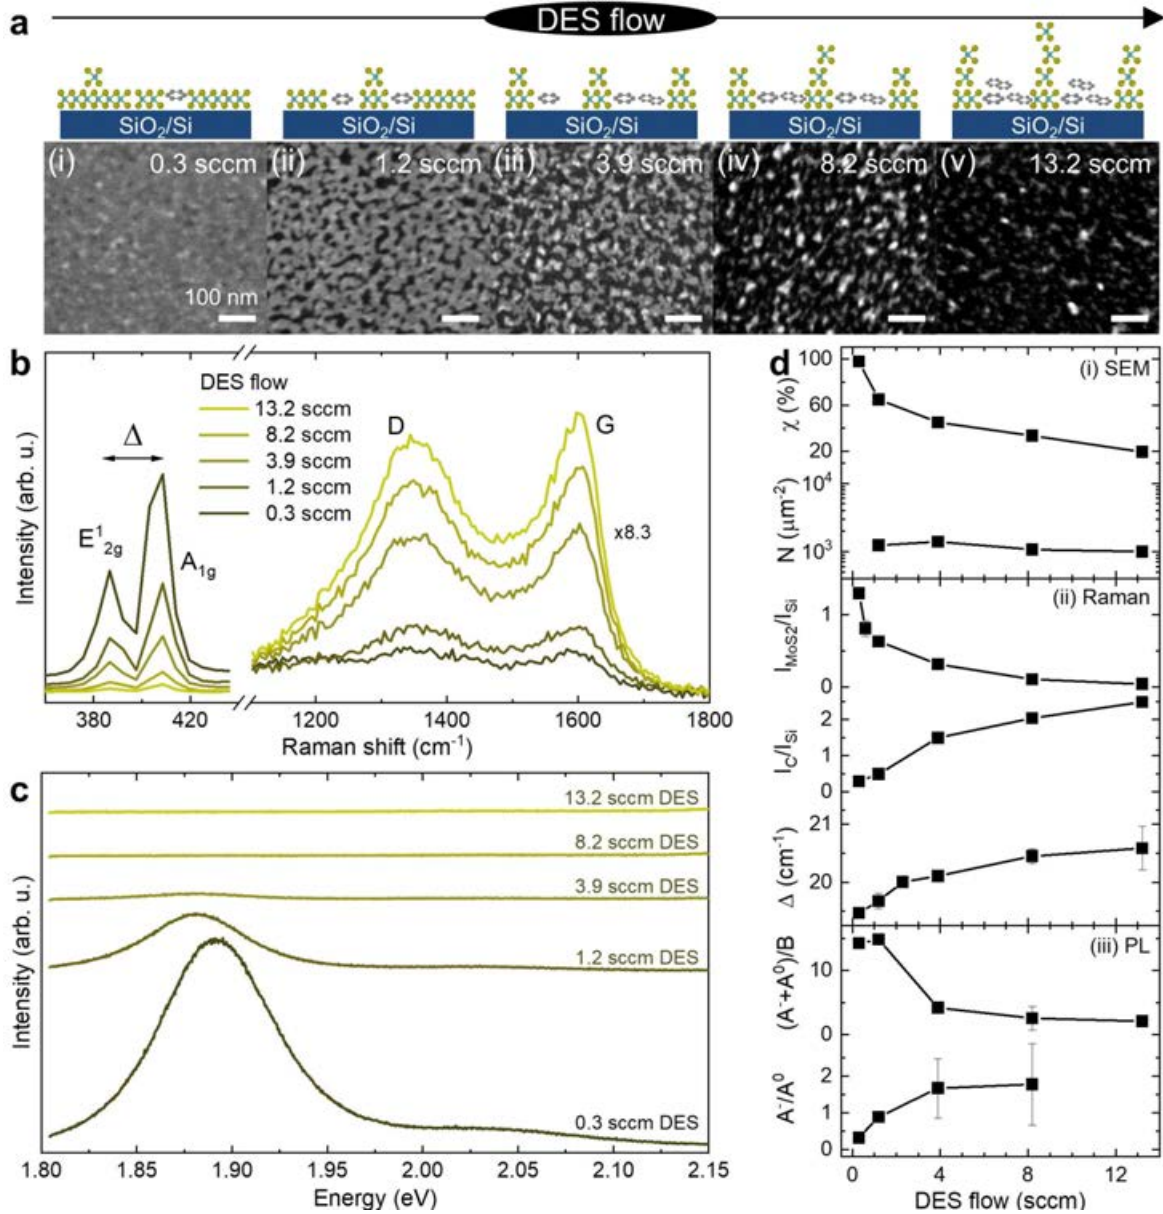 a
DES flow
SiO2/Si SiO2/Si SiO2/Si SiO2/Si SiO2/Si
(i) 0.3 sccm (ii) 1.2 sccm (iii) 3.9 sccm (iv) 8.2 sccm (v) 13.2 sccm
100 nm
b
DES flow
13.2 sccm
8.2 sccm
3.9 sccm
1.2 sccm
0.3 sccm
Δ
E¹2g
A1g
D
G
x8.3
Intensity (arb. u.)
380 420 1200 1400 1600 1800
Raman shift (cm⁻¹)
c
13.2 sccm DES
8.2 sccm DES
3.9 sccm DES
1.2 sccm DES
0.3 sccm DES
Intensity (arb. u.)
1.80 1.85 1.90 1.95 2.00 2.05 2.10 2.15
Energy (eV)
d
(i) SEM
χ (%)
100
60
20
N (μm⁻²)
10⁴
10³
(ii) Raman
IMoS2/ISi
1
0
IC/ISi
2
1
0
Δ (cm⁻¹)
21
20
(iii) PL
(A⁻+A⁰)/B
10
0
A⁻/A⁰
2
1
0
0 4 8 12
DES flow (sccm)